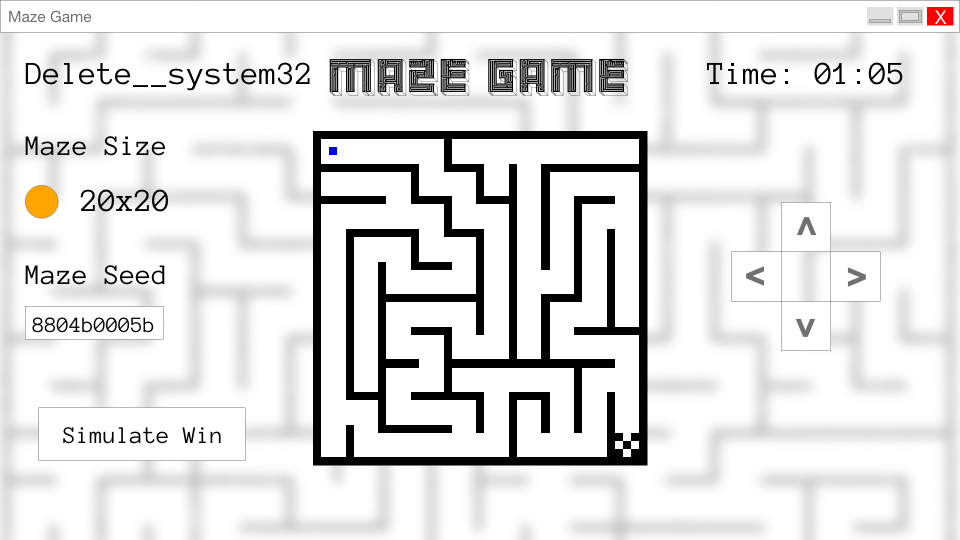 Maze Game
X
Delete__system32 MAZE GAME Time: 01:05
Maze Size
20x20
Maze Seed
8804b0005b
Simulate Win
^
< >
v